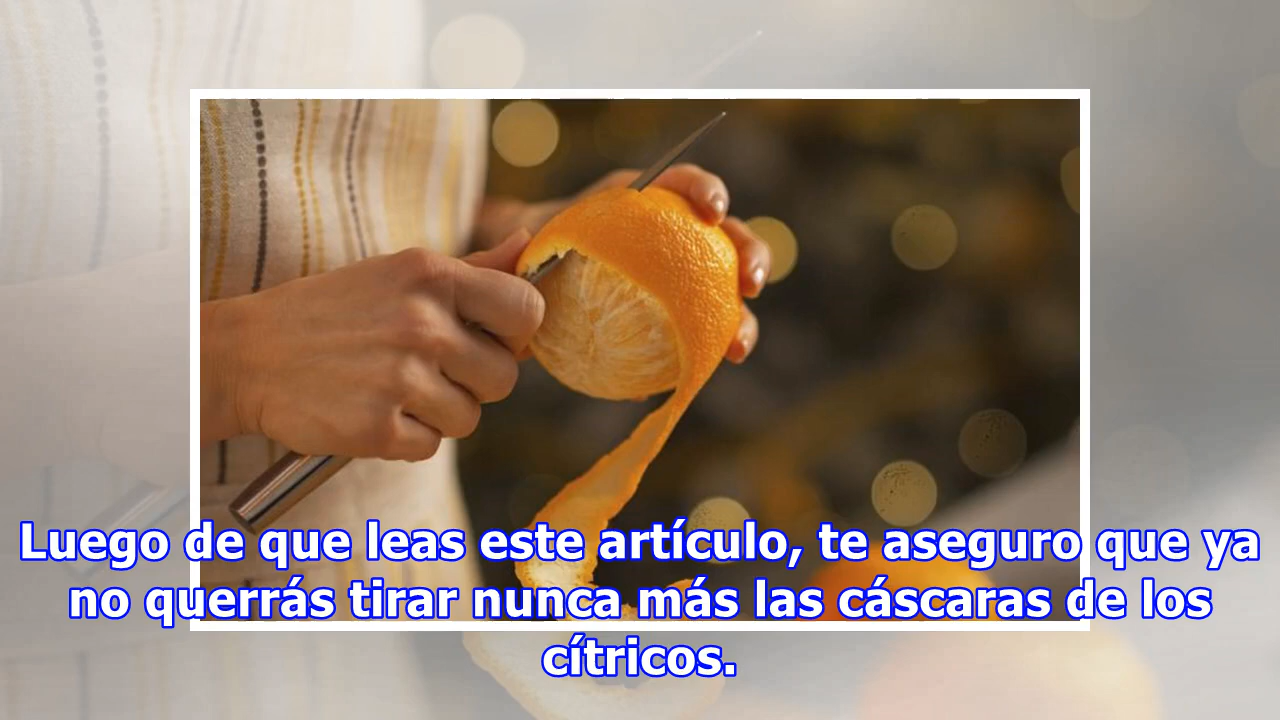 Luego de que leas este artículo, te aseguro que ya
no querrás tirar nunca más las cáscaras de los
cítricos.